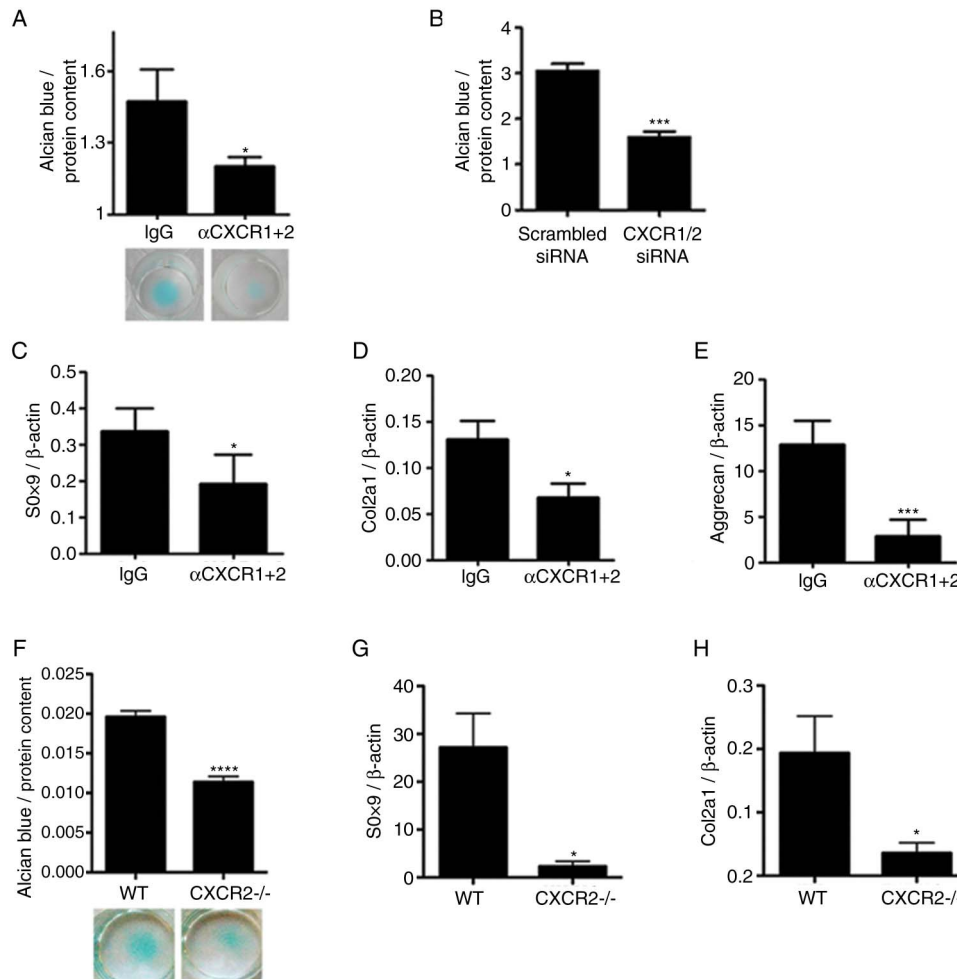 A
Alcian blue /
protein content
1.6
1.3
1
*
IgG
αCXCR1+2
B
Alcian blue /
protein content
4
3
2
1
0
***
Scrambled
siRNA
CXCR1/2
siRNA
C
S0×9 / β-actin
0.5
0.4
0.3
0.2
0.1
0.0
*
IgG
αCXCR1+2
D
Col2a1 / β-actin
0.20
0.15
0.10
0.05
0.00
*
IgG
αCXCR1+2
E
Aggrecan / β-actin
20
15
10
5
0
***
IgG
αCXCR1+2
F
Alcian blue / protein content
0.025
0.020
0.015
0.010
0.005
0.000
****
WT
CXCR2-/-
G
S0×9 / β-actin
40
30
20
10
0
*
WT
CXCR2-/-
H
Col2a1 / β-actin
0.3
0.2
0.1
0.2
*
WT
CXCR2-/-